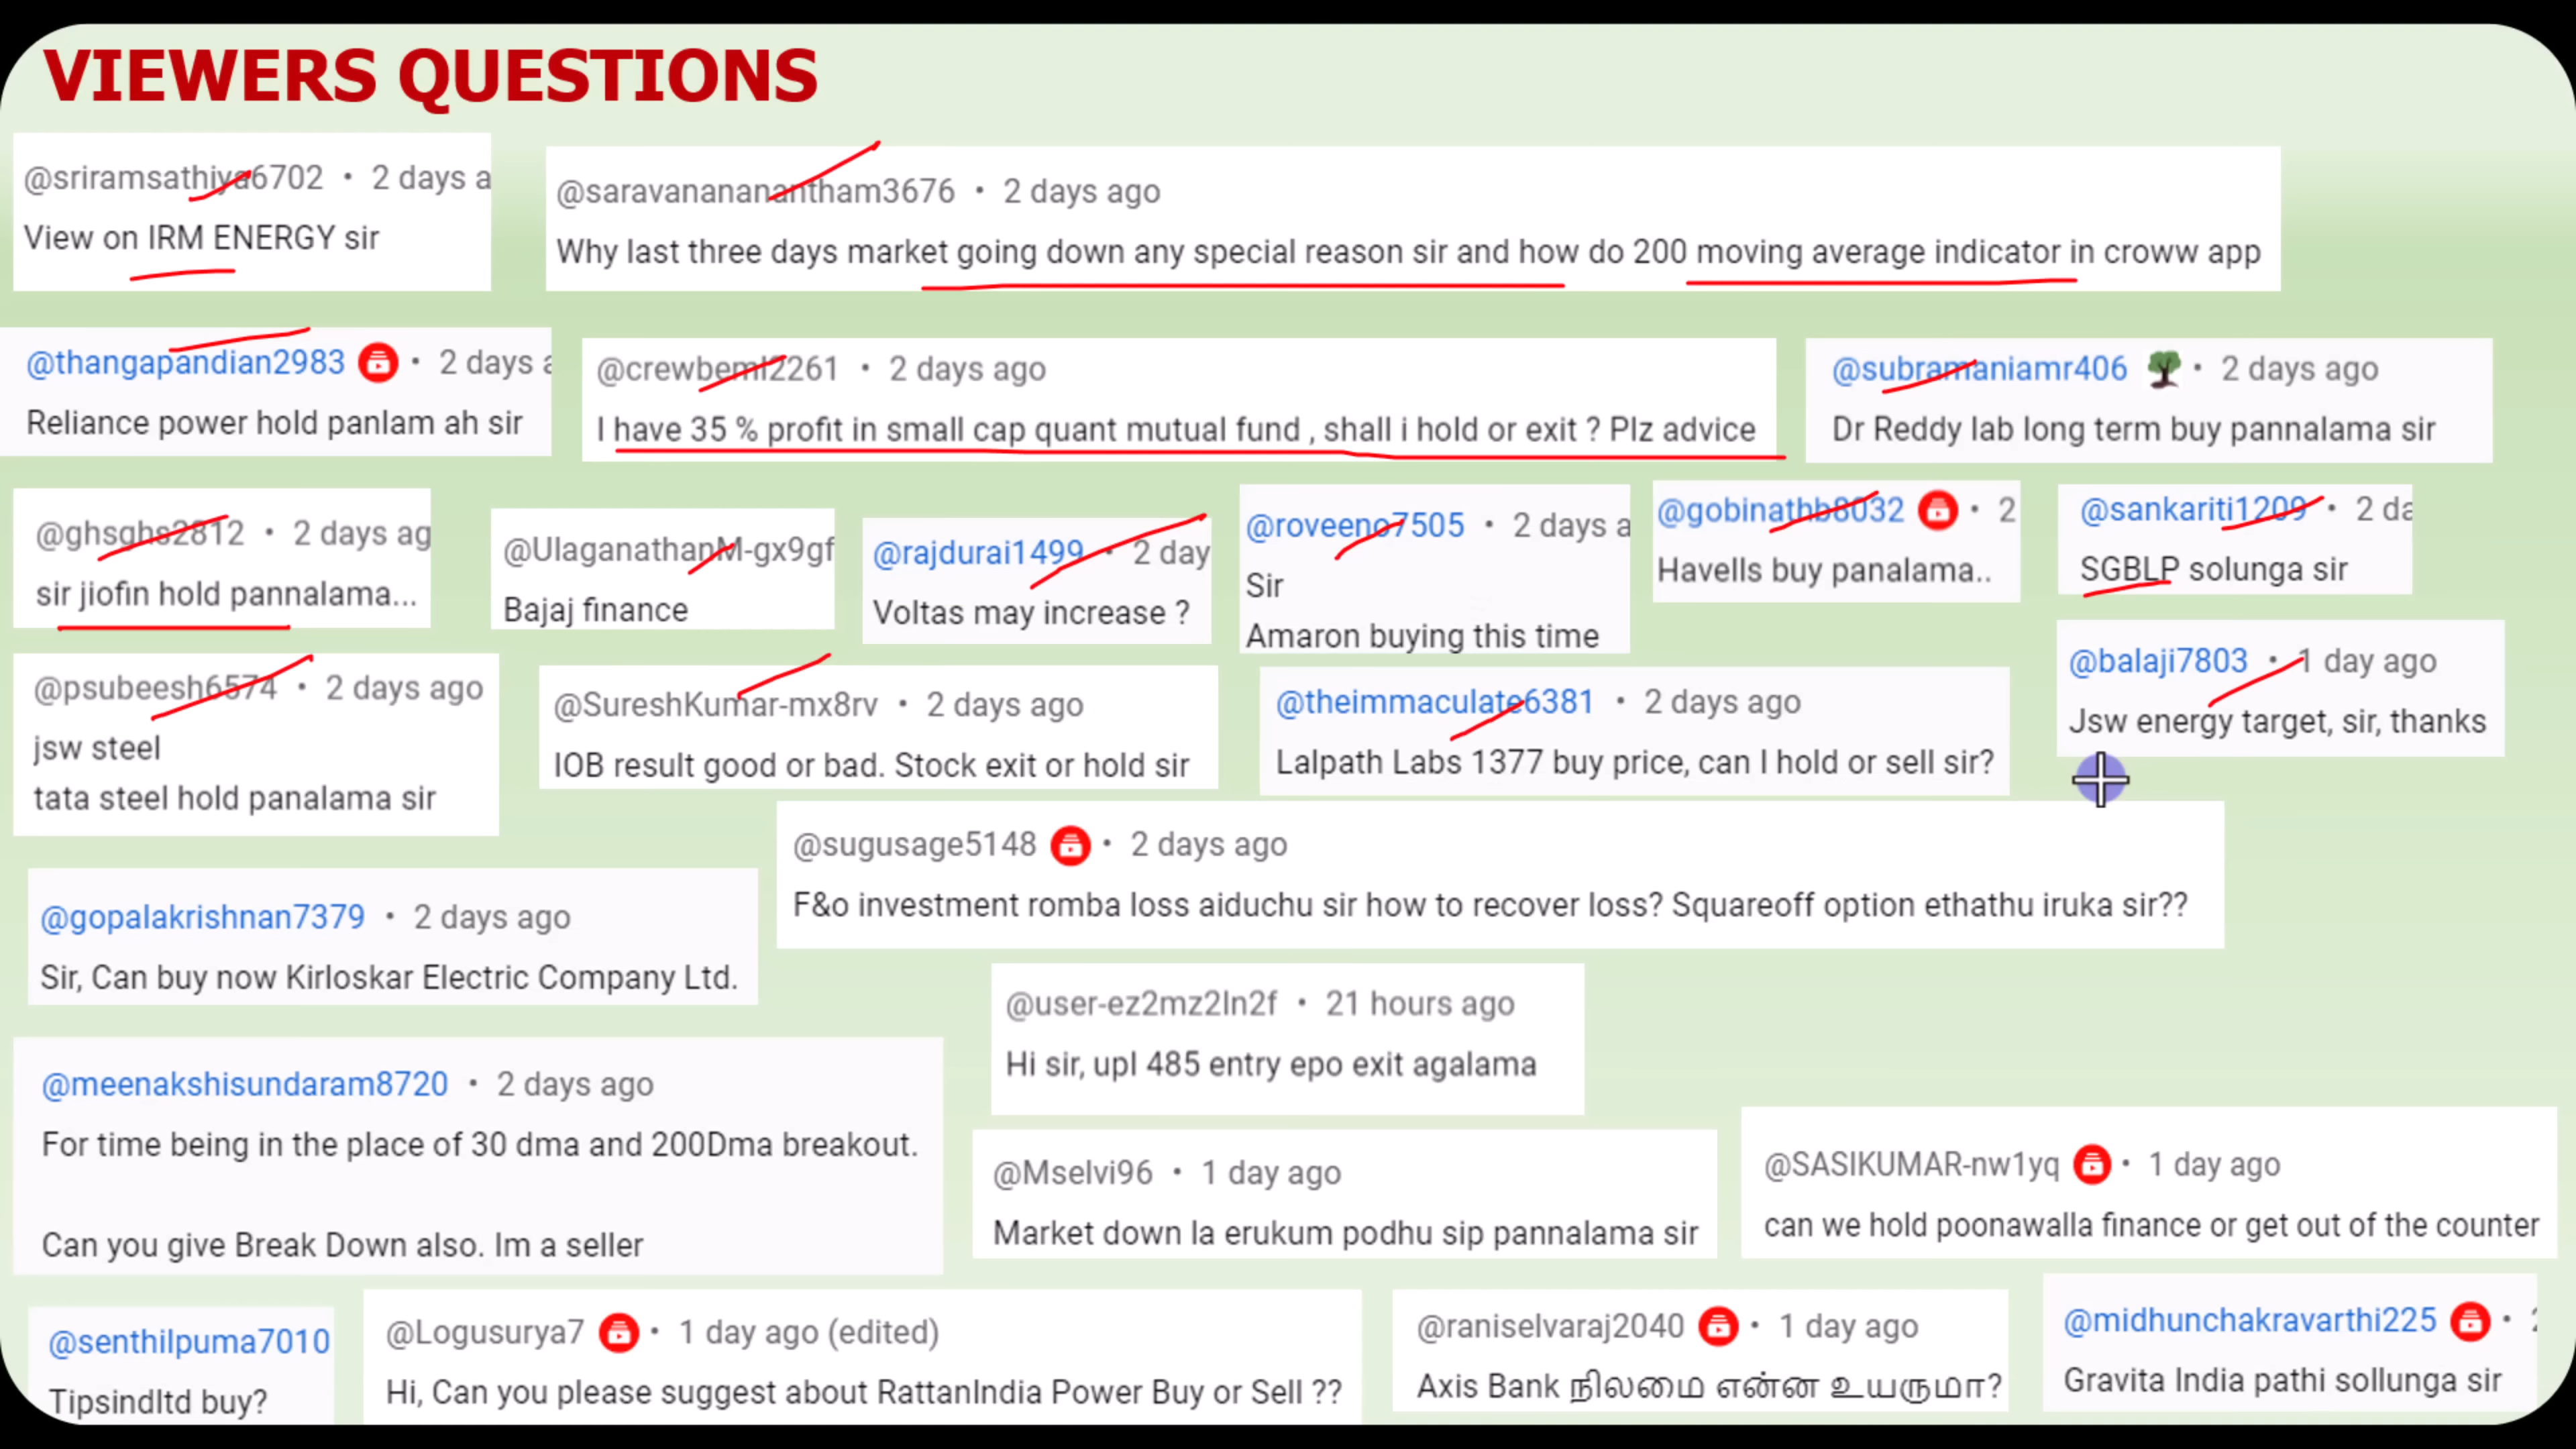 VIEWERS QUESTIONS
@sriramsathiya6702 • 2 days a
View on IRM ENERGY sir
@saravanananantham3676 • 2 days ago
Why last three days market going down any special reason sir and how do 200 moving average indicator in croww app
@thangapandian2983 • 2 days a
Reliance power hold panlam ah sir
@crewbeml2261 • 2 days ago
I have 35 % profit in small cap quant mutual fund , shall i hold or exit ? Plz advice
@subramaniamr406 • 2 days ago
Dr Reddy lab long term buy pannalama sir
@ghsghs2812 • 2 days ag
sir jiofin hold pannalama...
@UlaganathanM-gx9gf
Bajaj finance
@rajdurai1499 • 2 day
Voltas may increase ?
@roveeno7505 • 2 days a
Sir
Amaron buying this time
@gobinathb8032 • 2
Havells buy panalama..
@sankariti1209 • 2 da
SGBLP solunga sir
@psubeesh6574 • 2 days ago
jsw steel
tata steel hold panalama sir
@SureshKumar-mx8rv • 2 days ago
IOB result good or bad. Stock exit or hold sir
@theimmaculate6381 • 2 days ago
Lalpath Labs 1377 buy price, can I hold or sell sir?
@balaji7803 • 1 day ago
Jsw energy target, sir, thanks
@sugusage5148 • 2 days ago
F&o investment romba loss aiduchu sir how to recover loss? Squareoff option ethathu iruka sir??
@gopalakrishnan7379 • 2 days ago
Sir, Can buy now Kirloskar Electric Company Ltd.
@user-ez2mz2ln2f • 21 hours ago
Hi sir, upl 485 entry epo exit agalama
@meenakshisundaram8720 • 2 days ago
For time being in the place of 30 dma and 200Dma breakout.
Can you give Break Down also. Im a seller
@Mselvi96 • 1 day ago
Market down la erukum podhu sip pannalama sir
@SASIKUMAR-nw1yq • 1 day ago
can we hold poonawalla finance or get out of the counter
@senthilpuma7010
Tipsindltd buy?
@Logusurya7 • 1 day ago (edited)
Hi, Can you please suggest about RattanIndia Power Buy or Sell ??
@raniselvaraj2040 • 1 day ago
Axis Bank நிலமை என்ன உயருமா?
@midhunchakravarthi225 •
Gravita India pathi sollunga sir